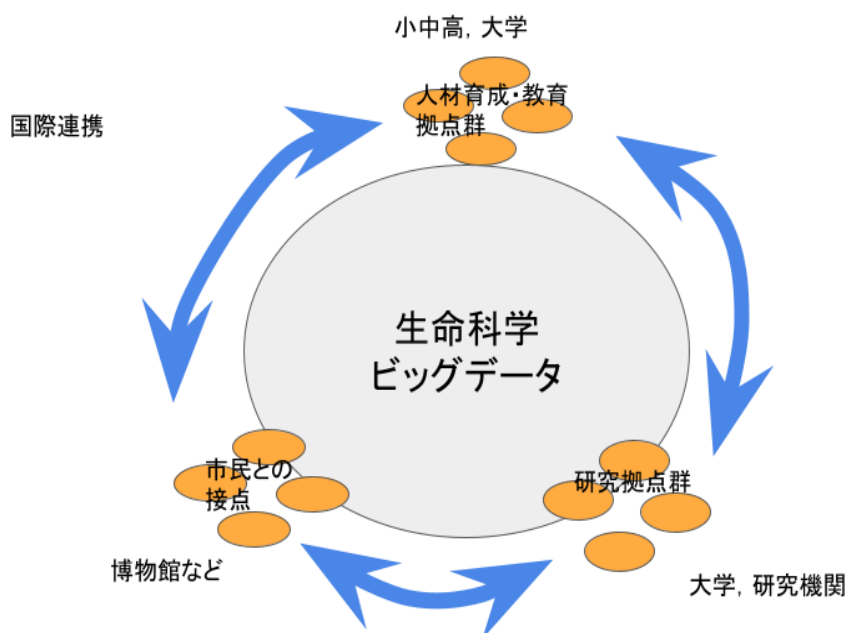 小中高, 大学
人材育成・教育
拠点群
国際連携
生命科学
ビッグデータ
市民との
接点
研究拠点群
博物館など
大学, 研究機関